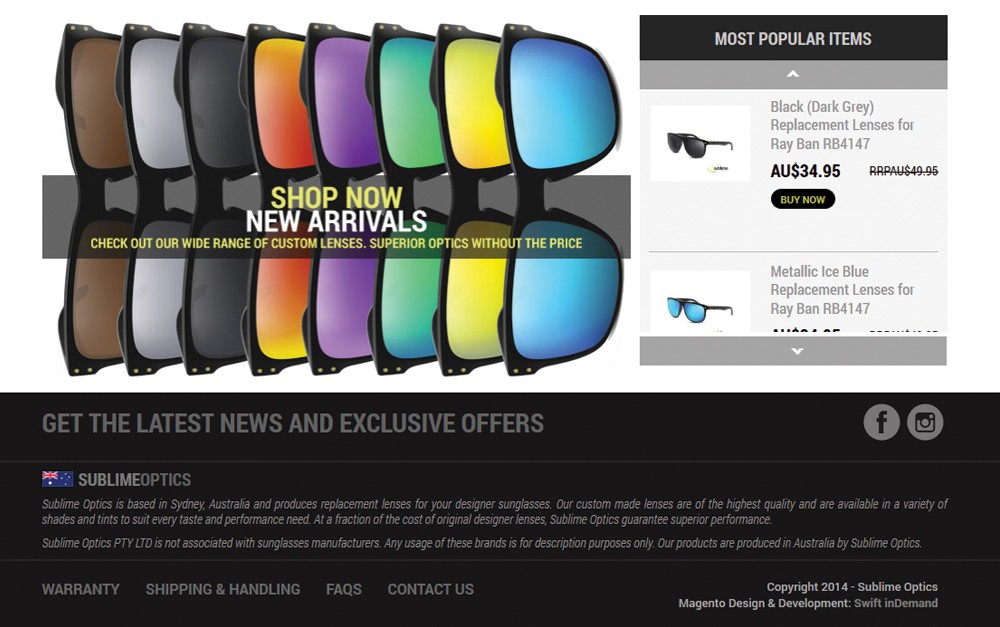 SHOP NOW
NEW ARRIVALS
CHECK OUT OUR WIDE RANGE OF CUSTOM LENSES. SUPERIOR OPTICS WITHOUT THE PRICE
MOST POPULAR ITEMS
Black (Dark Grey)
Replacement Lenses for
Ray Ban RB4147
AU$34.95 RRPAU$49.95
BUY NOW
sublime
Metallic Ice Blue
Replacement Lenses for
Ray Ban RB4147
GET THE LATEST NEWS AND EXCLUSIVE OFFERS
SUBLIMEOPTICS
Sublime Optics is based in Sydney, Australia and produces replacement lenses for your designer sunglasses. Our custom made lenses are of the highest quality and are available in a variety of
shades and tints to suit every taste and performance need. At a fraction of the cost of original designer lenses, Sublime Optics guarantee superior performance.
Sublime Optics PTY LTD is not associated with sunglasses manufacturers. Any usage of these brands is for description purposes only. Our products are produced in Australia by Sublime Optics.
WARRANTY SHIPPING & HANDLING FAQS CONTACT US
Copyright 2014 - Sublime Optics
Magento Design & Development: Swift inDemand